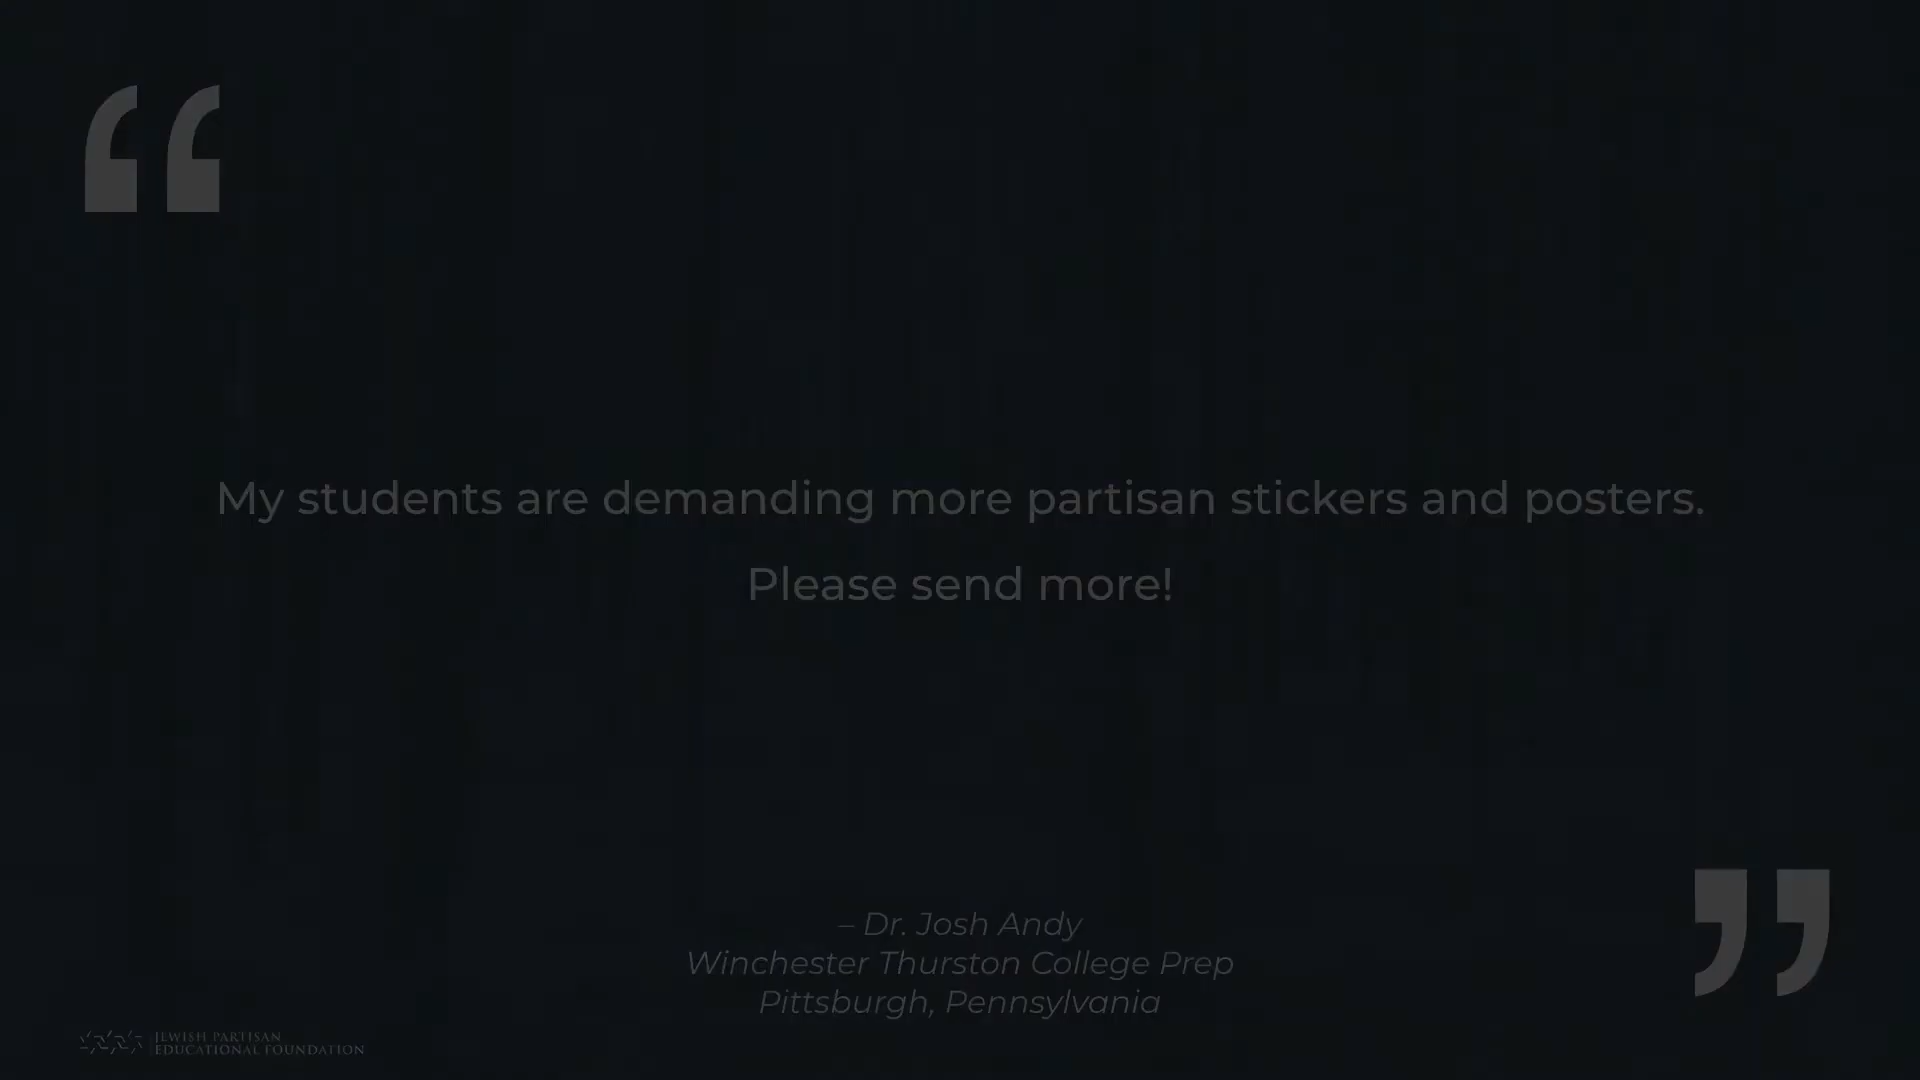 “
My students are demanding more partisan stickers and posters.
Please send more!
”
– Dr. Josh Andy
Winchester Thurston College Prep
Pittsburgh, Pennsylvania
JEWISH PARTISAN
EDUCATIONAL FOUNDATION